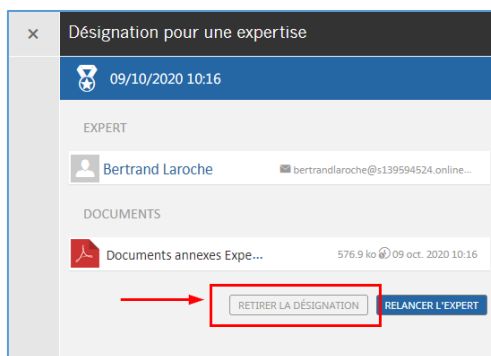 × Désignation pour une expertise
09/10/2020 10:16
EXPERT
Bertrand Laroche bertrandlaroche@s139594524.online...
DOCUMENTS
Documents annexes Expe... 576.9 ko 09 oct. 2020 10:16
RETIRER LA DÉSIGNATION RELANCER L'EXPERT